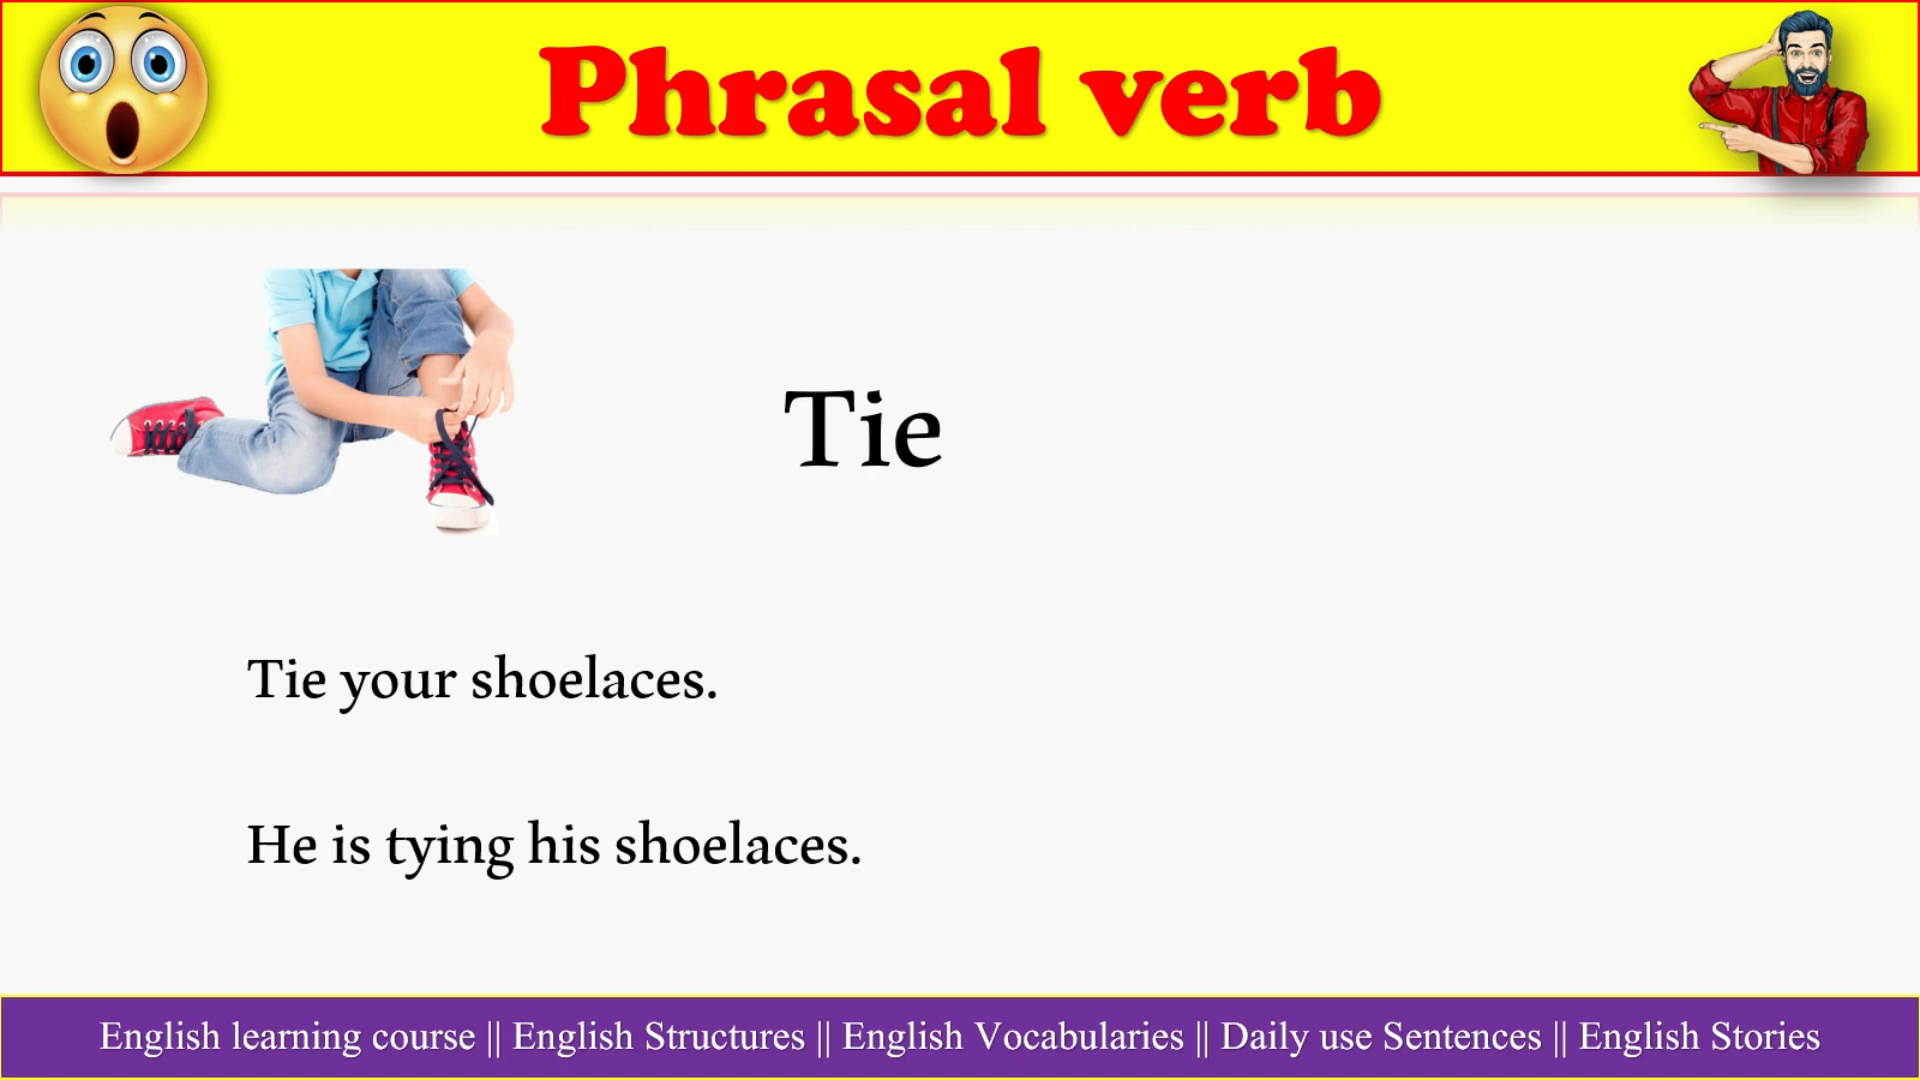 Phrasal verb
Tie
Tie your shoelaces.
He is tying his shoelaces.
English learning course || English Structures || English Vocabularies || Daily use Sentences || English Stories